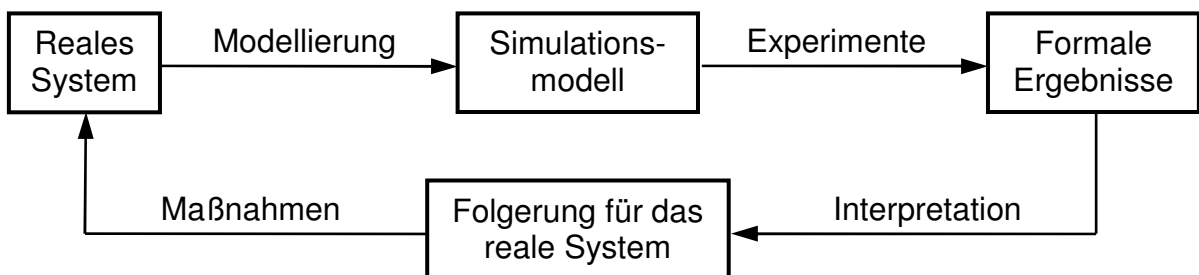 Reales
System
Modellierung
Simulations-
modell
Experimente
Formale
Ergebnisse
Maßnahmen
Folgerung für das
reale System
Interpretation